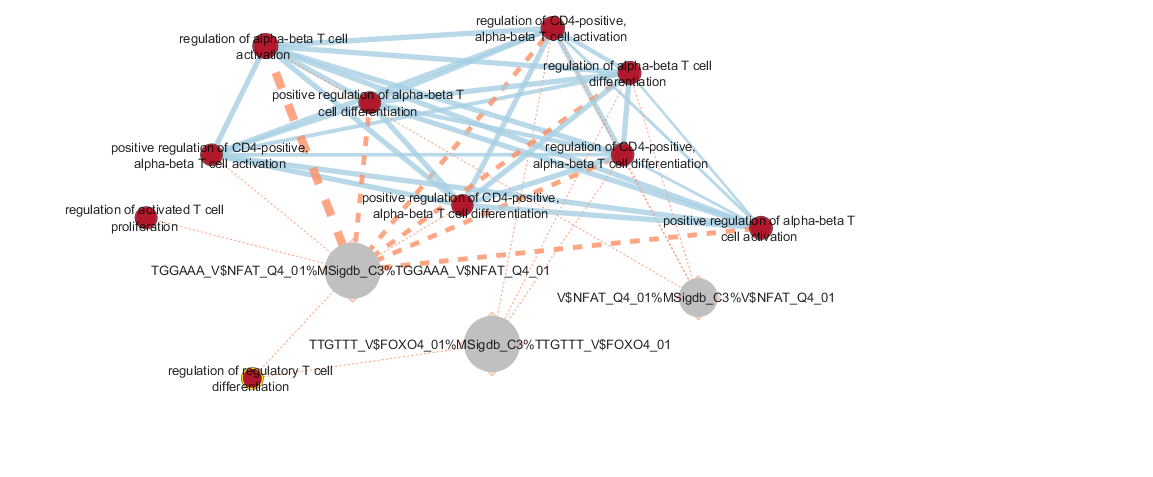 regulation of CD4-positive,
alpha-beta T cell activation
regulation of alpha-beta T cell
activation
regulation of alpha-beta T cell
differentiation
positive regulation of alpha-beta T
cell differentiation
positive regulation of CD4-positive,
alpha-beta T cell activation
regulation of CD4-positive,
alpha-beta T cell differentiation
positive regulation of CD4-positive,
alpha-beta T cell differentiation
regulation of activated T cell
proliferation
positive regulation of alpha-beta T
cell activation
TGGAAA_V$NFAT_Q4_01%MSigdb_C3%TGGAAA_V$NFAT_Q4_01
V$NFAT_Q4_01%MSigdb_C3%V$NFAT_Q4_01
TTGTTT_V$FOXO4_01%MSigdb_C3%TTGTTT_V$FOXO4_01
regulation of regulatory T cell
differentiation